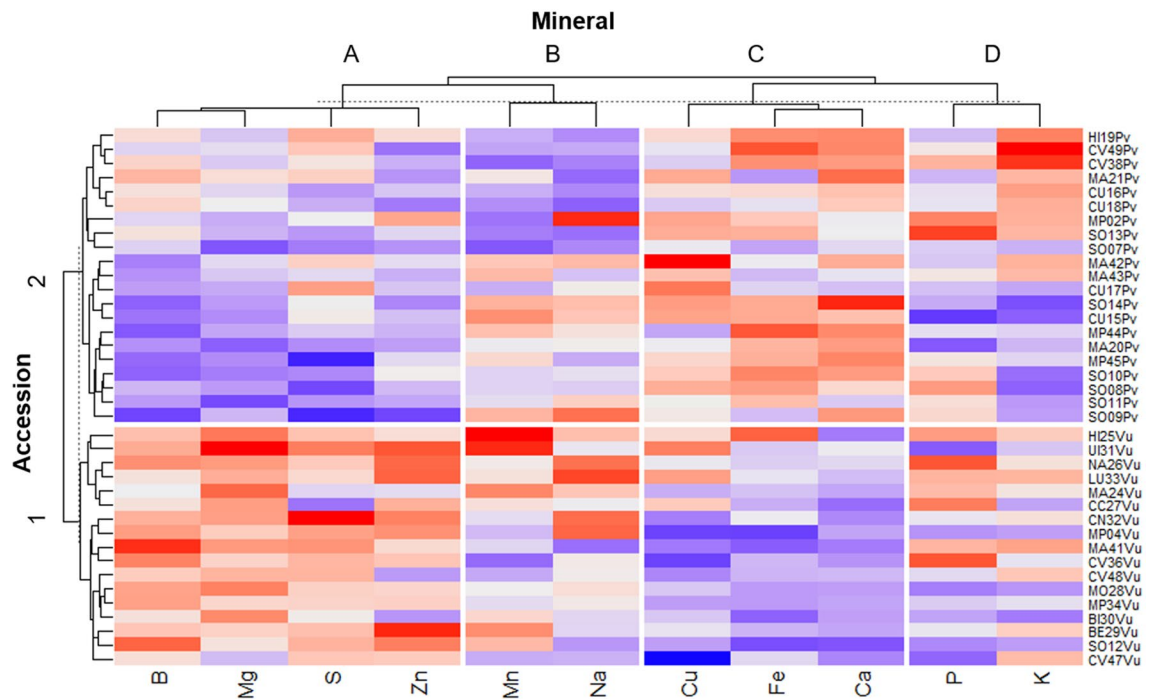 Mineral
A B C D
HI19Pv
CV49Pv
CV38Pv
MA21Pv
CU16Pv
CU18Pv
MP02Pv
SO13Pv
SO07Pv
MA42Pv
MA43Pv
CU17Pv
SO14Pv
CU15Pv
MP44Pv
MA20Pv
MP45Pv
SO10Pv
SO08Pv
SO11Pv
SO09Pv
HI25Vu
UI31Vu
NA26Vu
LU33Vu
MA24Vu
CC27Vu
CN32Vu
MP04Vu
MA41Vu
CV36Vu
CV48Vu
MO28Vu
MP34Vu
BI30Vu
BE29Vu
SO12Vu
CV47Vu
2
Accession
1
B Mg S Zn Mn Na Cu Fe Ca P K